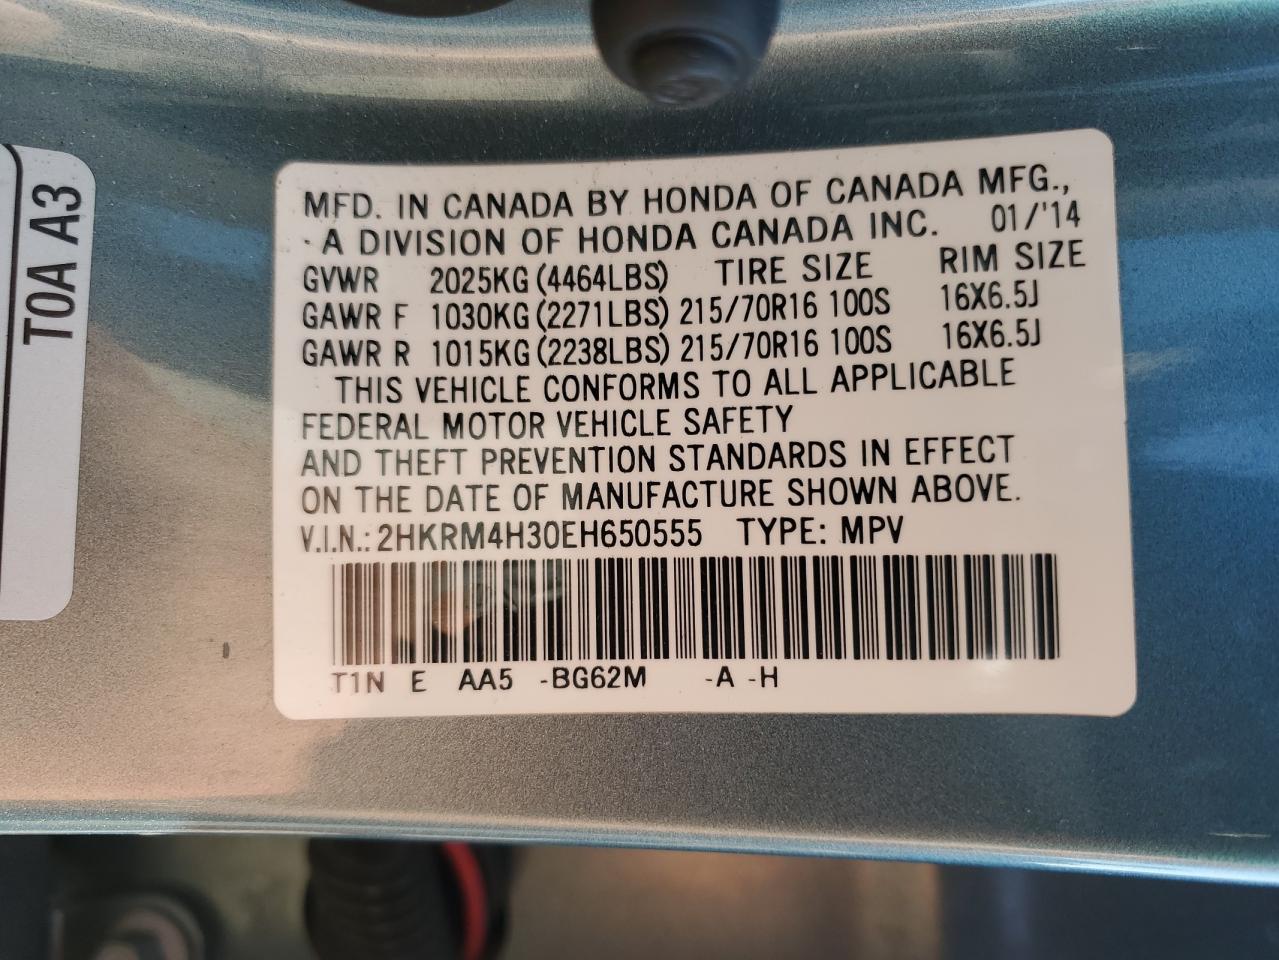 T0A A3
MFD. IN CANADA BY HONDA OF CANADA MFG.,
A DIVISION OF HONDA CANADA INC. 01/'14
GVWR 2025KG (4464LBS) TIRE SIZE RIM SIZE
GAWR F 1030KG (2271LBS) 215/70R16 100S 16X6.5J
GAWR R 1015KG (2238LBS) 215/70R16 100S 16X6.5J
THIS VEHICLE CONFORMS TO ALL APPLICABLE
FEDERAL MOTOR VEHICLE SAFETY
AND THEFT PREVENTION STANDARDS IN EFFECT
ON THE DATE OF MANUFACTURE SHOWN ABOVE.
V.I.N.: 2HKRM4H30EH650555 TYPE: MPV
T1N E AA5 -BG62M -A -H